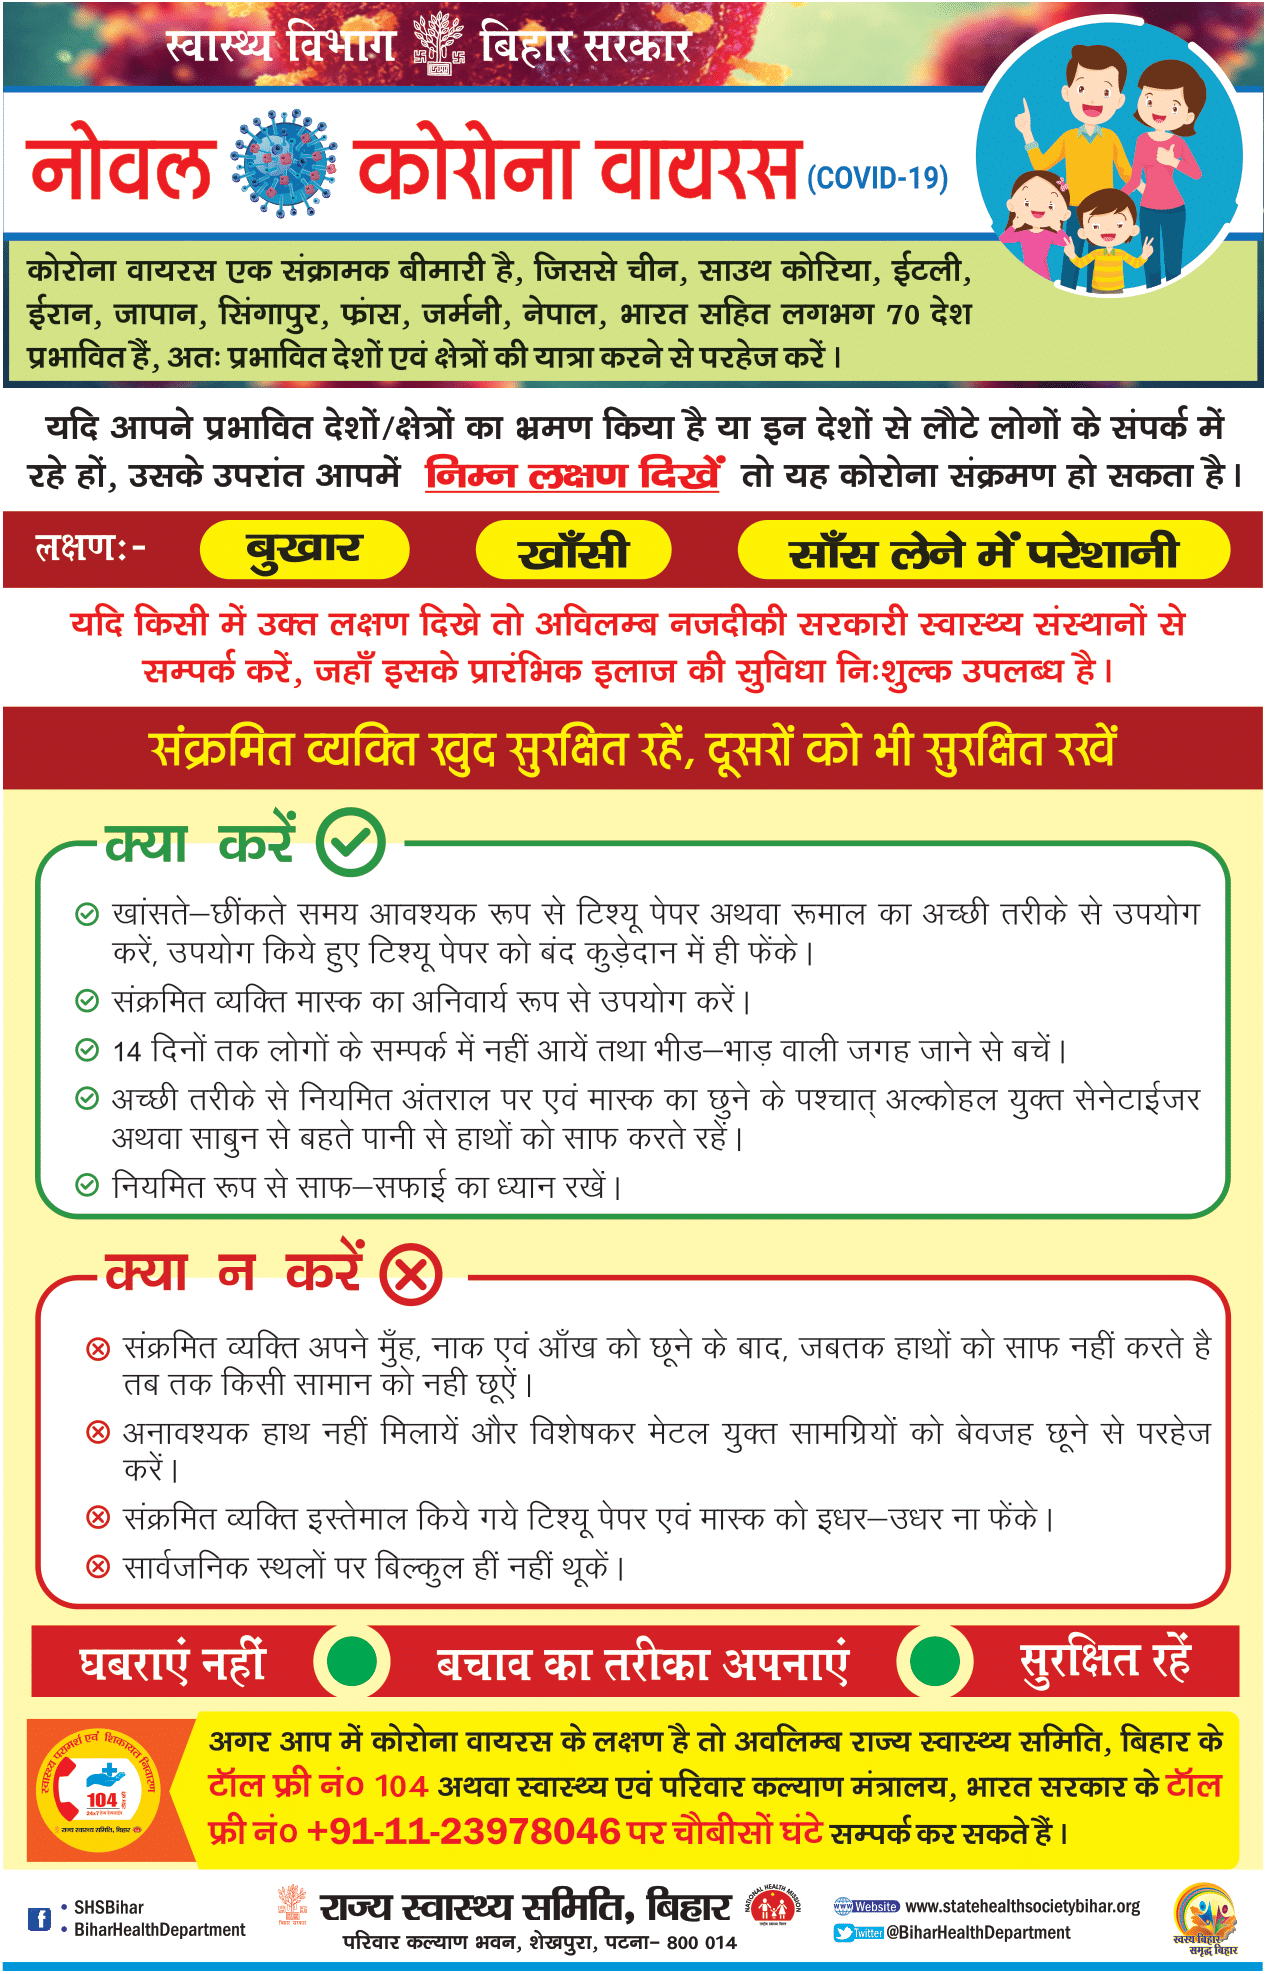 स्वास्थ्य विभाग बिहार सरकार
नोवल कोरोना वायरस (COVID-19)
कोरोना वायरस एक संक्रामक बीमारी है, जिससे चीन, साउथ कोरिया, ईटली,
ईरान, जापान, सिंगापुर, फ्रांस, जर्मनी, नेपाल, भारत सहित लगभग 70 देश
प्रभावित हैं, अतः प्रभावित देशों एवं क्षेत्रों की यात्रा करने से परहेज करें।
यदि आपने प्रभावित देशों/क्षेत्रों का भ्रमण किया है या इन देशों से लौटे लोगों के संपर्क में
रहे हों, उसके उपरांत आपमें निम्न लक्षण दिखें तो यह कोरोना संक्रमण हो सकता है।
लक्षणः- बुखार खाँसी साँस लेने में परेशानी
यदि किसी में उक्त लक्षण दिखे तो अविलम्ब नजदीकी सरकारी स्वास्थ्य संस्थानों से
सम्पर्क करें, जहाँ इसके प्रारंभिक इलाज की सुविधा निःशुल्क उपलब्ध है।
संक्रमित व्यक्ति खुद सुरक्षित रहें, दूसरों को भी सुरक्षित रखें
क्या करें
खांसते–छींकते समय आवश्यक रूप से टिश्यू पेपर अथवा रूमाल का अच्छी तरीके से उपयोग
करें, उपयोग किये हुए टिश्यू पेपर को बंद कुड़ेदान में ही फेंके।
संक्रमित व्यक्ति मास्क का अनिवार्य रूप से उपयोग करें।
14 दिनों तक लोगों के सम्पर्क में नहीं आयें तथा भीड–भाड़ वाली जगह जाने से बचें।
अच्छी तरीके से नियमित अंतराल पर एवं मास्क का छुने के पश्चात् अल्कोहल युक्त सेनेटाईजर
अथवा साबुन से बहते पानी से हाथों को साफ करते रहें।
नियमित रूप से साफ–सफाई का ध्यान रखें।
क्या न करें
संक्रमित व्यक्ति अपने मुँह, नाक एवं आँख को छूने के बाद, जबतक हाथों को साफ नहीं करते है
तब तक किसी सामान को नही छूऐं।
अनावश्यक हाथ नहीं मिलायें और विशेषकर मेटल युक्त सामग्रियों को बेवजह छूने से परहेज
करें।
संक्रमित व्यक्ति इस्तेमाल किये गये टिश्यू पेपर एवं मास्क को इधर–उधर ना फेंके।
सार्वजनिक स्थलों पर बिल्कुल हीं नहीं थूकें।
घबराएं नहीं बचाव का तरीका अपनाएं सुरक्षित रहें
स्वास्थ्य परामर्श एवं शिकायत निवारण
104
राज्य स्वास्थ्य समिति, बिहार
अगर आप में कोरोना वायरस के लक्षण है तो अवलिम्ब राज्य स्वास्थ्य समिति, बिहार के
टॉल फ्री नं० 104 अथवा स्वास्थ्य एवं परिवार कल्याण मंत्रालय, भारत सरकार के टॉल
फ्री नं० +91-11-23978046 पर चौबीसों घंटे सम्पर्क कर सकते हैं।
SHSBihar
BiharHealthDepartment
बिहार सरकार
राज्य स्वास्थ्य समिति, बिहार
परिवार कल्याण भवन, शेखपुरा, पटना- 800 014
NATIONAL HEALTH MISSION
www Website www.statehealthsocietybihar.org
Twitter @BiharHealthDepartment
स्वस्थ बिहार
समृद्ध बिहार